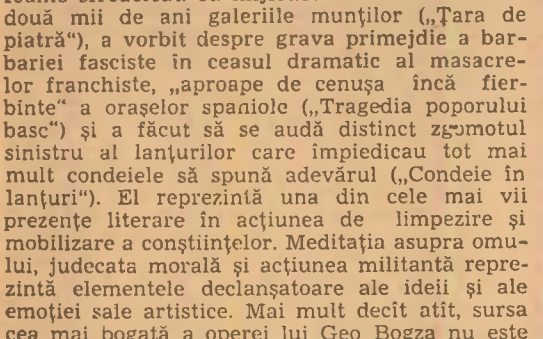 două mii de ani galeriile munților („Țara de
piatră“), a vorbit despre grava primejdie a bar-
bariei fasciste în ceasul dramatic al masacre-
lor franchiste, „aproape de cenușa încă fier-
binte“ a orașelor spaniole („Tragedia poporului
basc“) și a făcut să se audă distinct zgomotul
sinistru al lanțurilor care împiedicau tot mai
mult condeiele să spună adevărul („Condeie în
lanțuri“). El reprezintă una din cele mai vii
prezențe literare în acțiunea de limpezire și
mobilizare a conștiințelor. Meditația asupra omu-
lui, judecata morală și acțiunea militantă repre-
zintă elementele declanșatoare ale ideii și ale
emoției sale artistice. Mai mult decît atît, sursa
cea mai bogată a operei lui Geo Bogza nu este